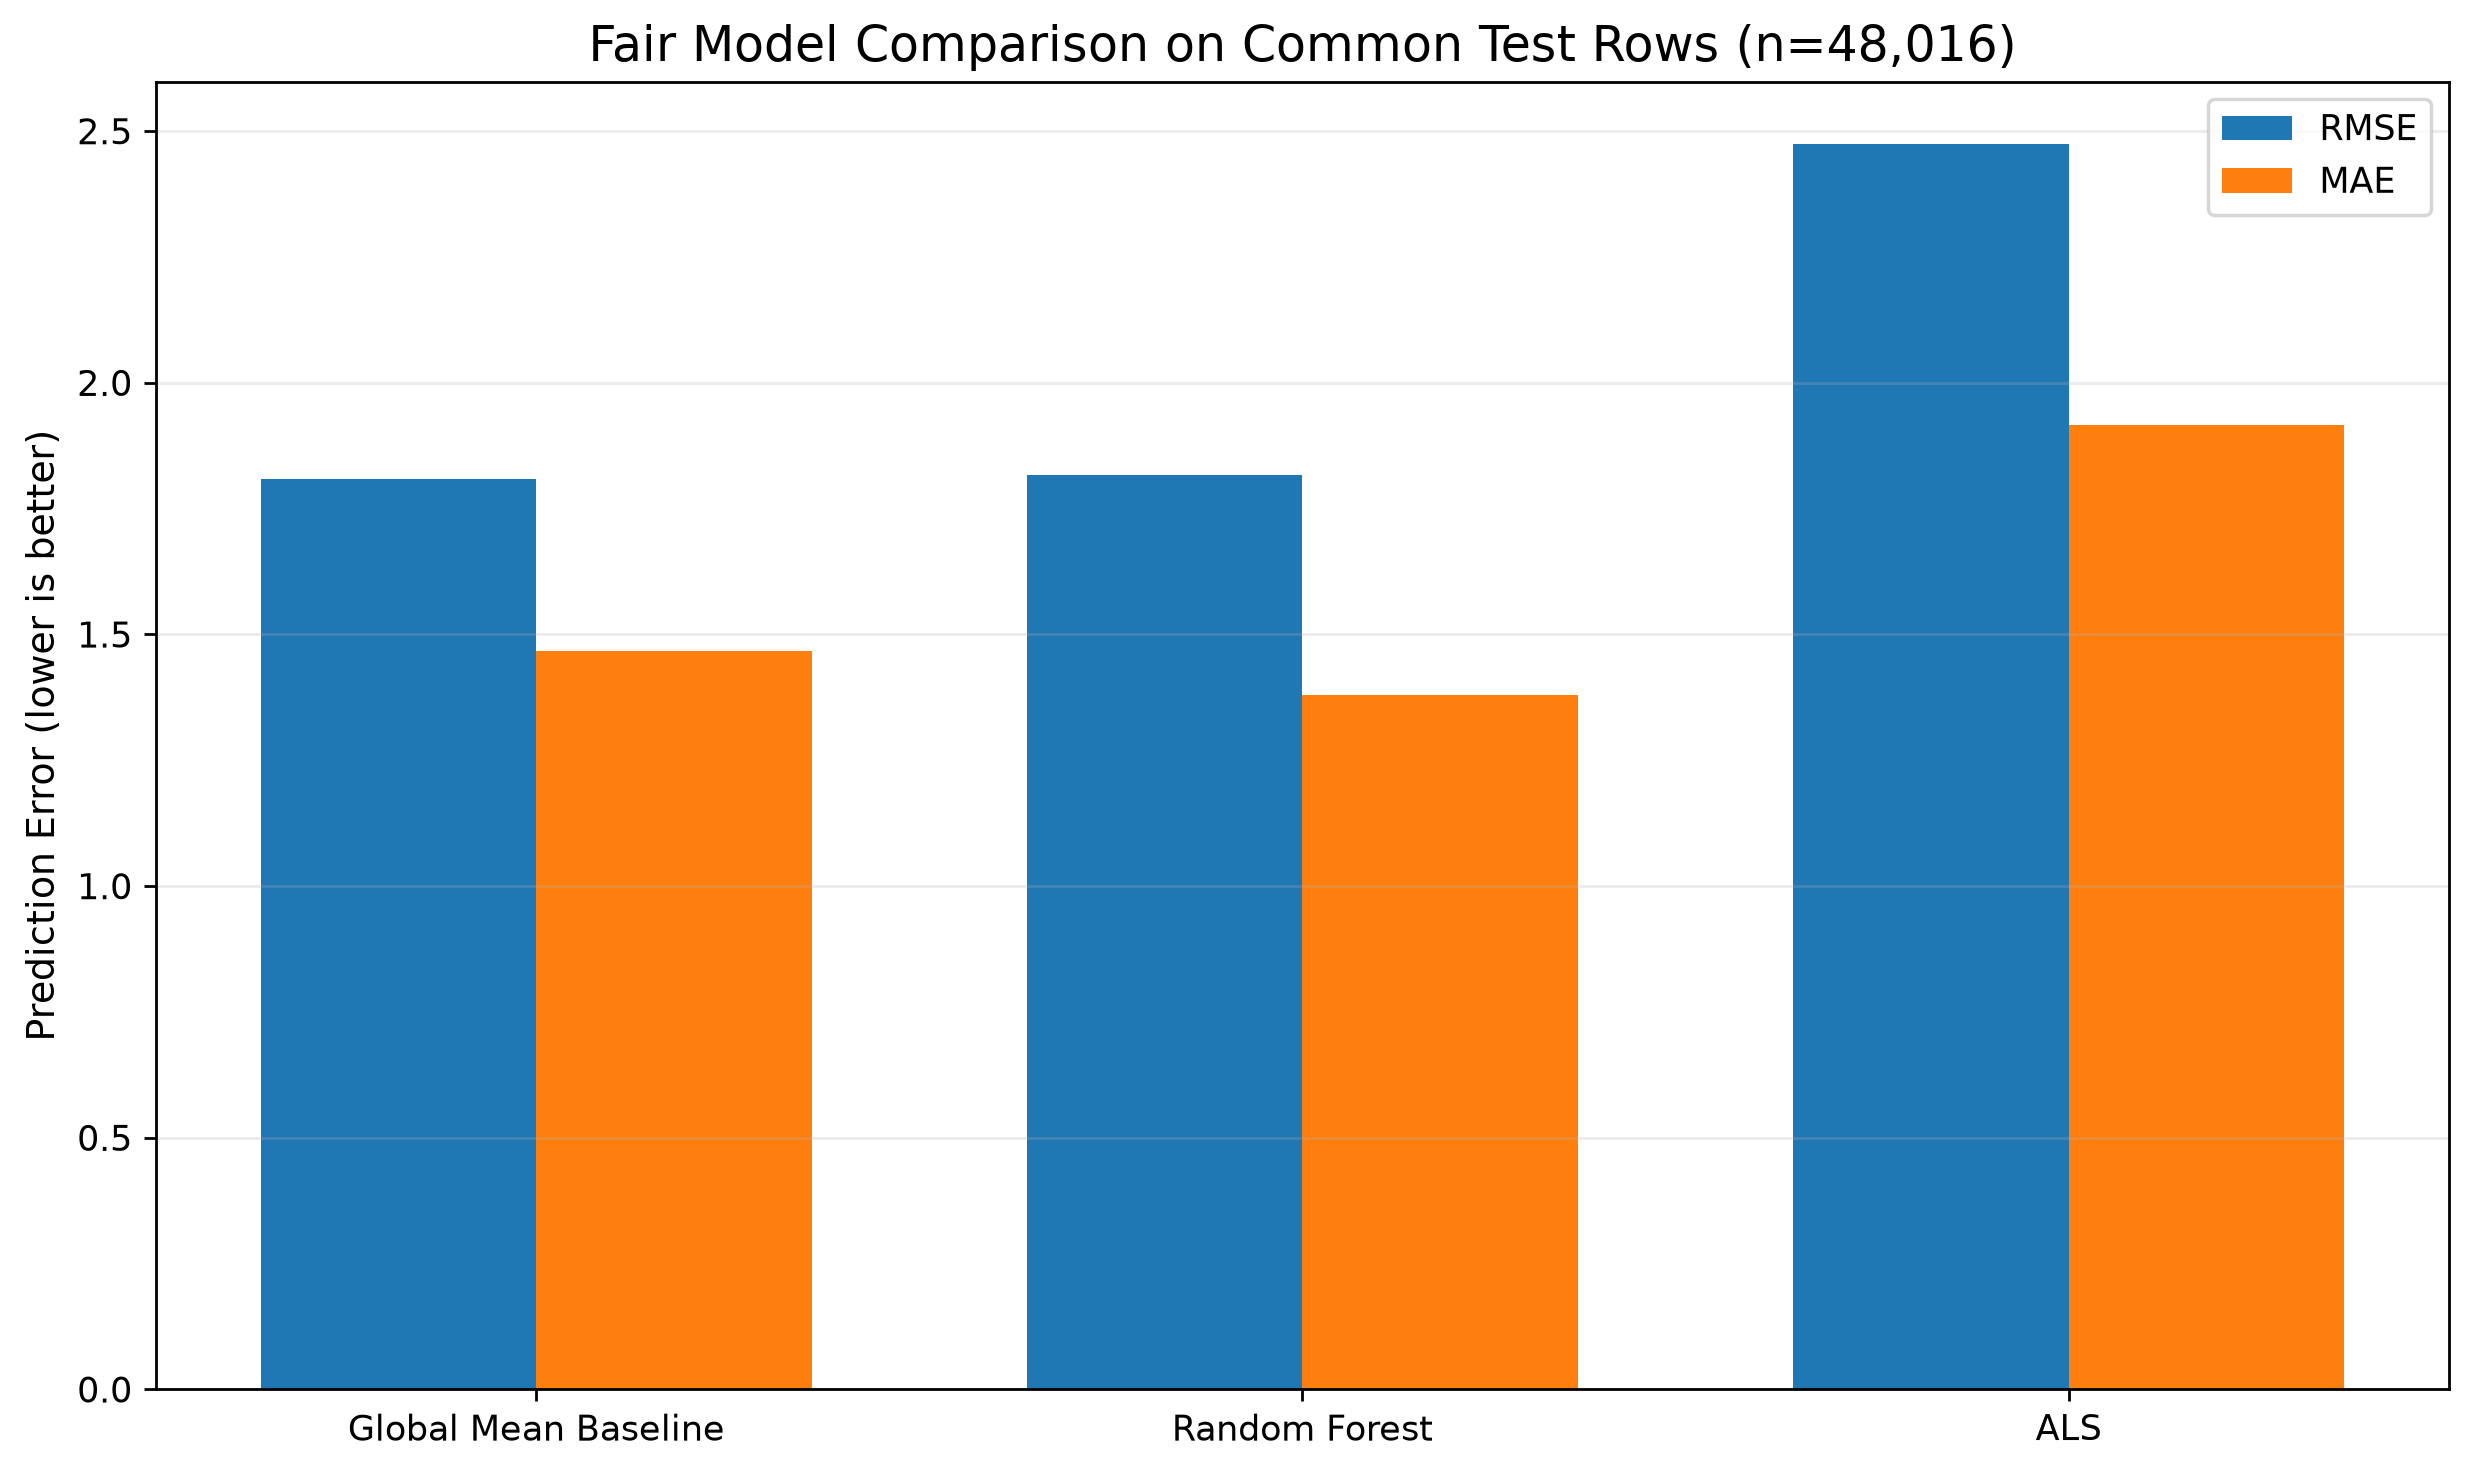 Fair Model Comparison on Common Test Rows (n=48,016)
RMSE
MAE
Prediction Error (lower is better)
2.5
2.0
1.5
1.0
0.5
0.0
Global Mean Baseline
Random Forest
ALS